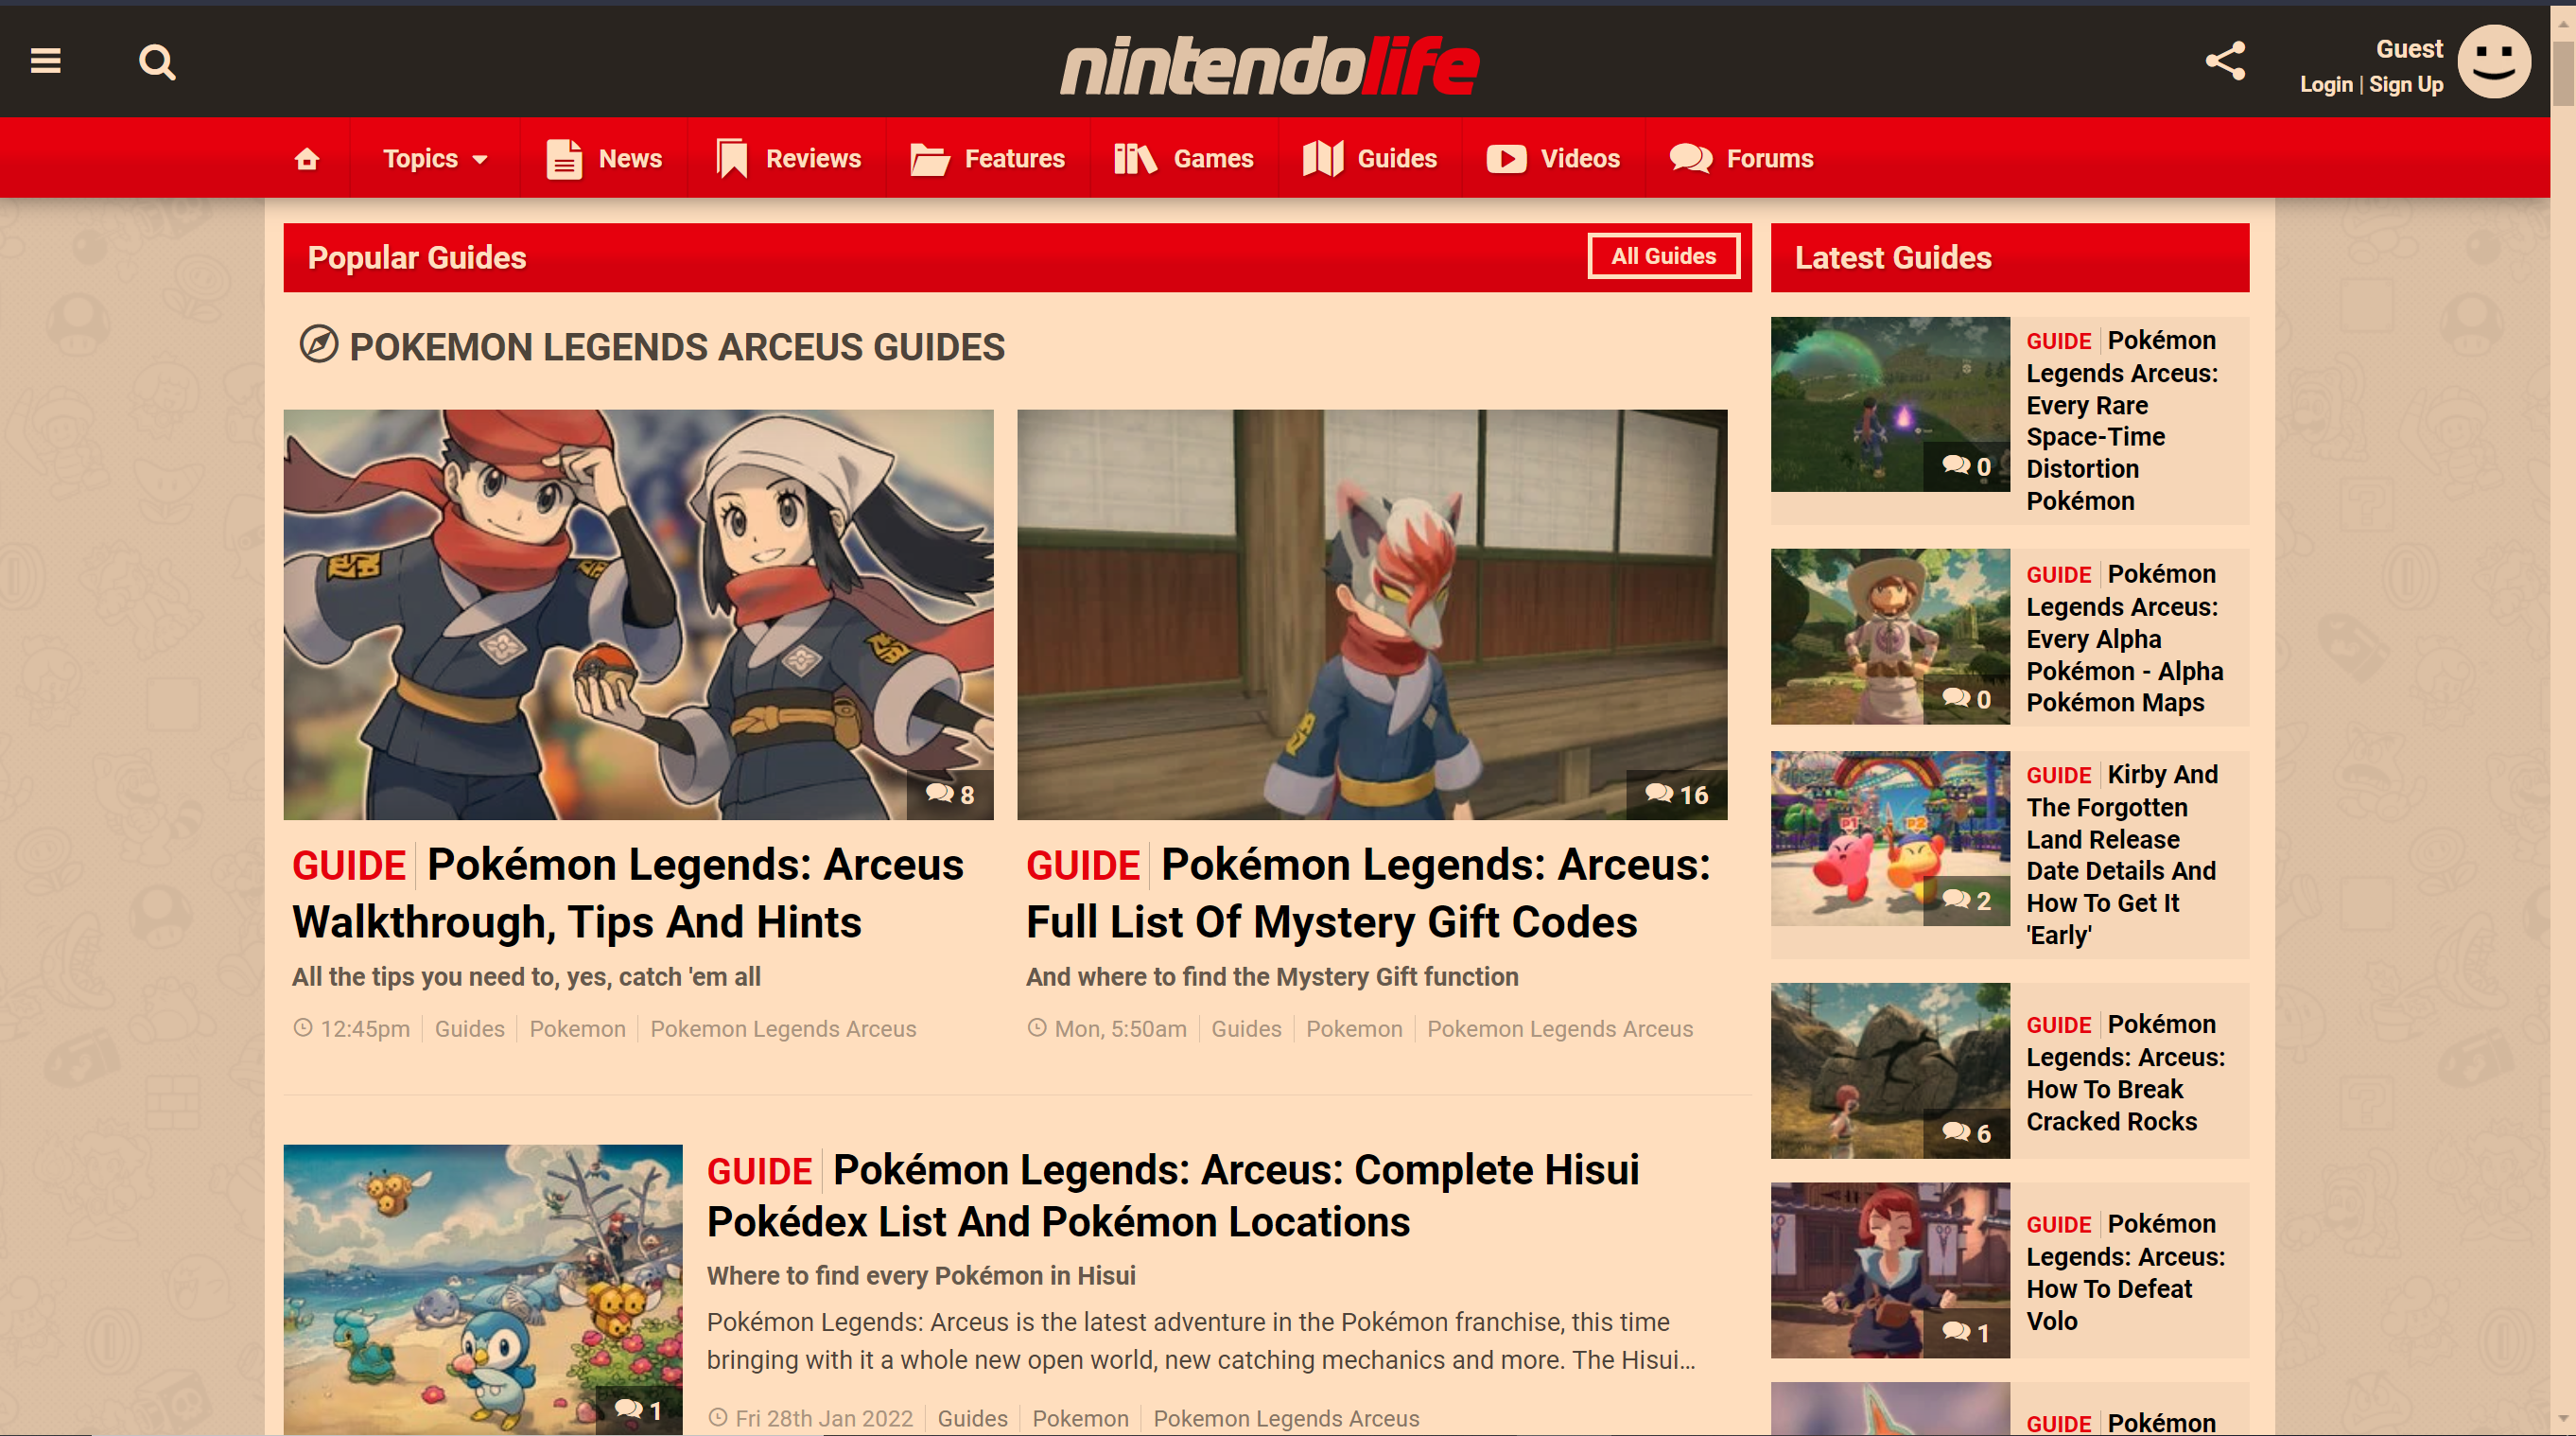 nintendolife
Guest
Login | Sign Up
Topics
News
Reviews
Features
Games
Guides
Videos
Forums
Popular Guides
All Guides
POKEMON LEGENDS ARCEUS GUIDES
8
GUIDE Pokémon Legends: Arceus
Walkthrough, Tips And Hints
All the tips you need to, yes, catch 'em all
12:45pm Guides Pokemon Pokemon Legends Arceus
16
GUIDE Pokémon Legends: Arceus:
Full List Of Mystery Gift Codes
And where to find the Mystery Gift function
Mon, 5:50am Guides Pokemon Pokemon Legends Arceus
1
GUIDE Pokémon Legends: Arceus: Complete Hisui
Pokédex List And Pokémon Locations
Where to find every Pokémon in Hisui
Pokémon Legends: Arceus is the latest adventure in the Pokémon franchise, this time
bringing with it a whole new open world, new catching mechanics and more. The Hisui...
Fri 28th Jan 2022 Guides Pokemon Pokemon Legends Arceus
Latest Guides
0
GUIDE Pokémon
Legends Arceus:
Every Rare
Space-Time
Distortion
Pokémon
0
GUIDE Pokémon
Legends Arceus:
Every Alpha
Pokémon - Alpha
Pokémon Maps
P1
P2
2
GUIDE Kirby And
The Forgotten
Land Release
Date Details And
How To Get It
'Early'
6
GUIDE Pokémon
Legends: Arceus:
How To Break
Cracked Rocks
1
GUIDE Pokémon
Legends: Arceus:
How To Defeat
Volo
GUIDE Pokémon